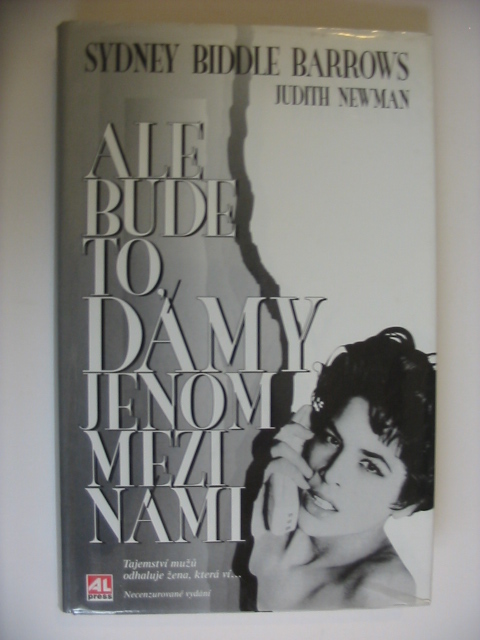 SYDNEY BIDDLE BARROWS
JUDITH NEWMAN
ALE
BUDE
TO,
DÁMY
JENOM
MEZI
NÁMI
Tajemství mužů
odhaluje žena, která ví...
Necenzurované vydání
AL
press